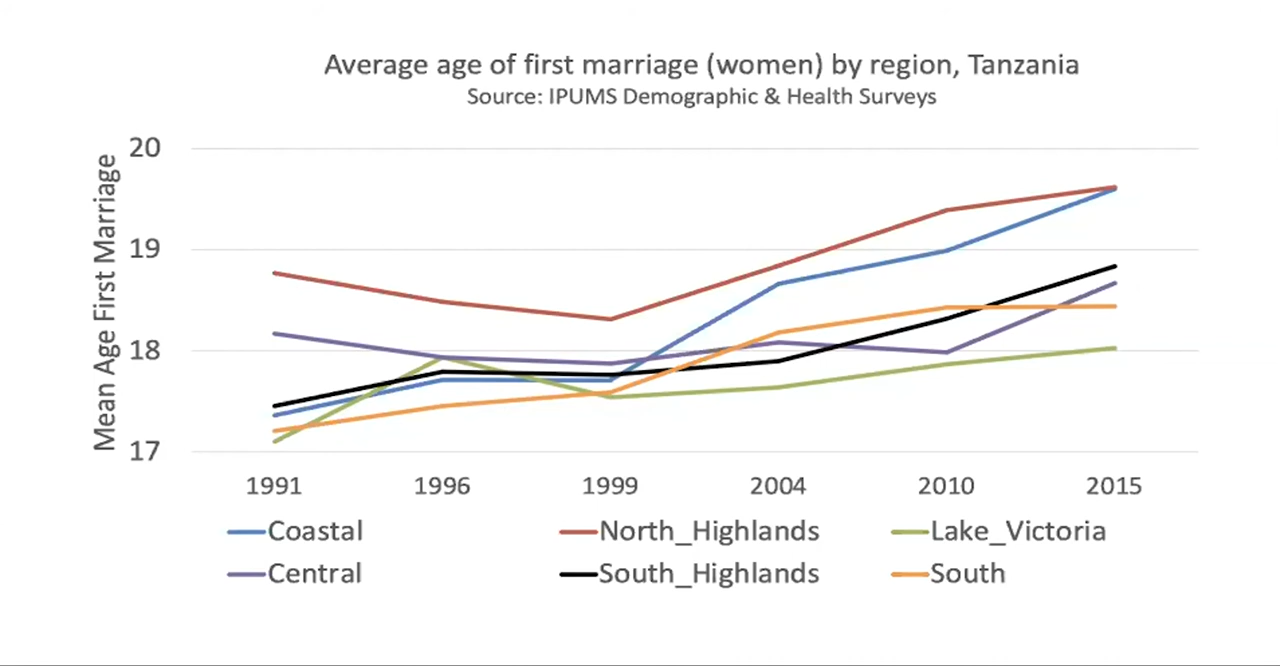 Average age of first marriage (women) by region, Tanzania
Source: IPUMS Demographic & Health Surveys
Mean Age First Marriage
20
19
18
17
1991 1996 1999 2004 2010 2015
Coastal North_Highlands Lake_Victoria
Central South_Highlands South